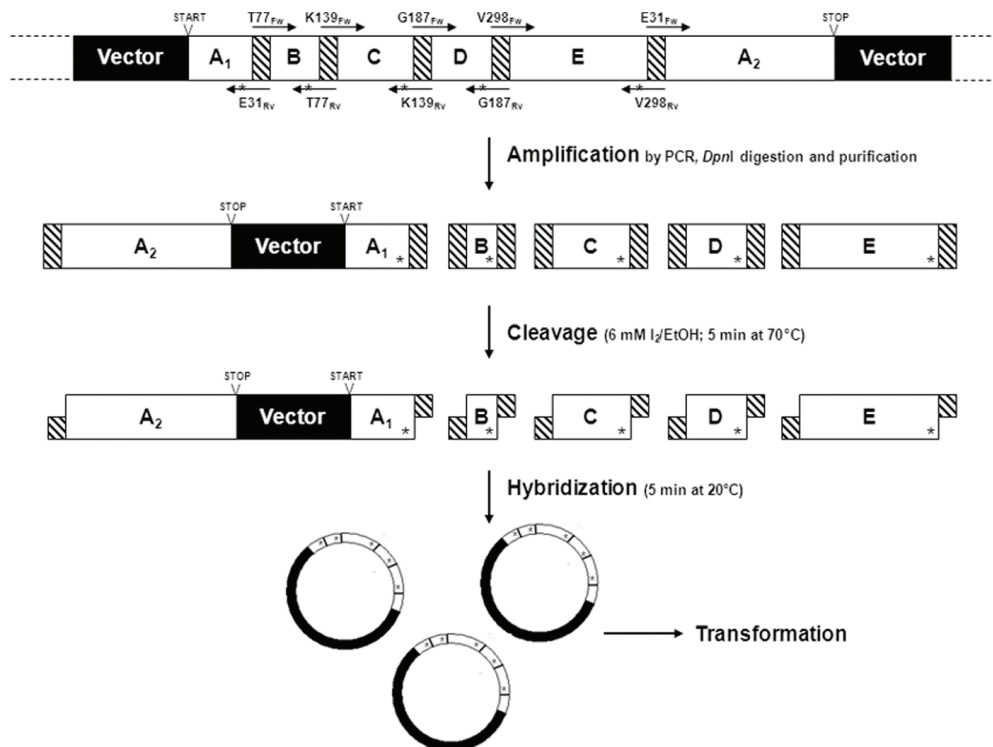 START T77Fw K139Fw G187Fw V298Fw E31Fw STOP
Vector A1 B C D E A2 Vector
E31Rv T77Rv K139Rv G187Rv V298Rv
Amplification by PCR, DpnI digestion and purification
STOP START
A2 Vector A1 * B * C * D * E *
Cleavage (6 mM I2/EtOH; 5 min at 70°C)
STOP START
A2 Vector A1 * B * C * D * E *
Hybridization (5 min at 20°C)
Transformation